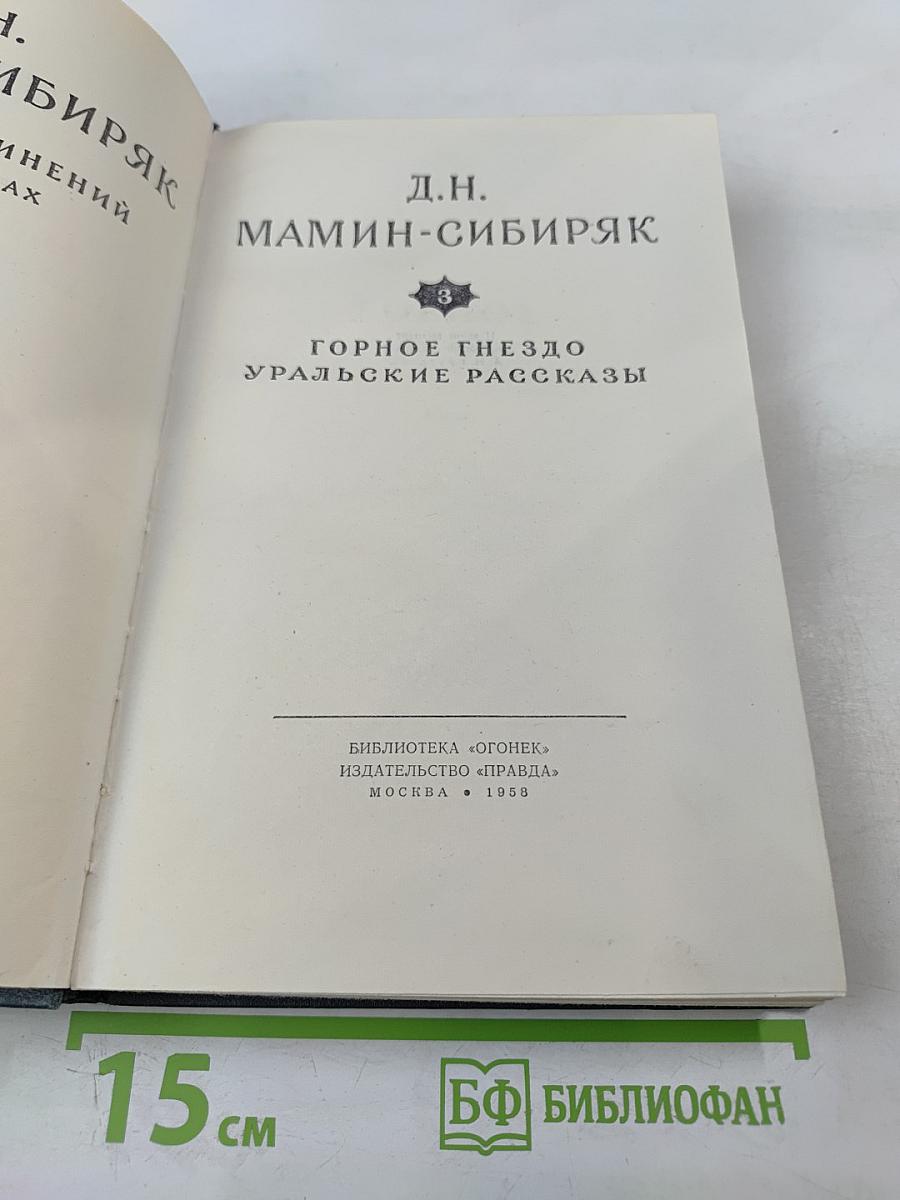 Н.
ИБИРЯК
ИНЕНИЙ
АХ
Д.Н.
МАМИН-СИБИРЯК
3
ГОРНОЕ ГНЕЗДО
УРАЛЬСКИЕ РАССКАЗЫ
БИБЛИОТЕКА «ОГОНЕК»
ИЗДАТЕЛЬСТВО «ПРАВДА»
МОСКВА • 1958
15 см
БФ БИБЛИОФАН